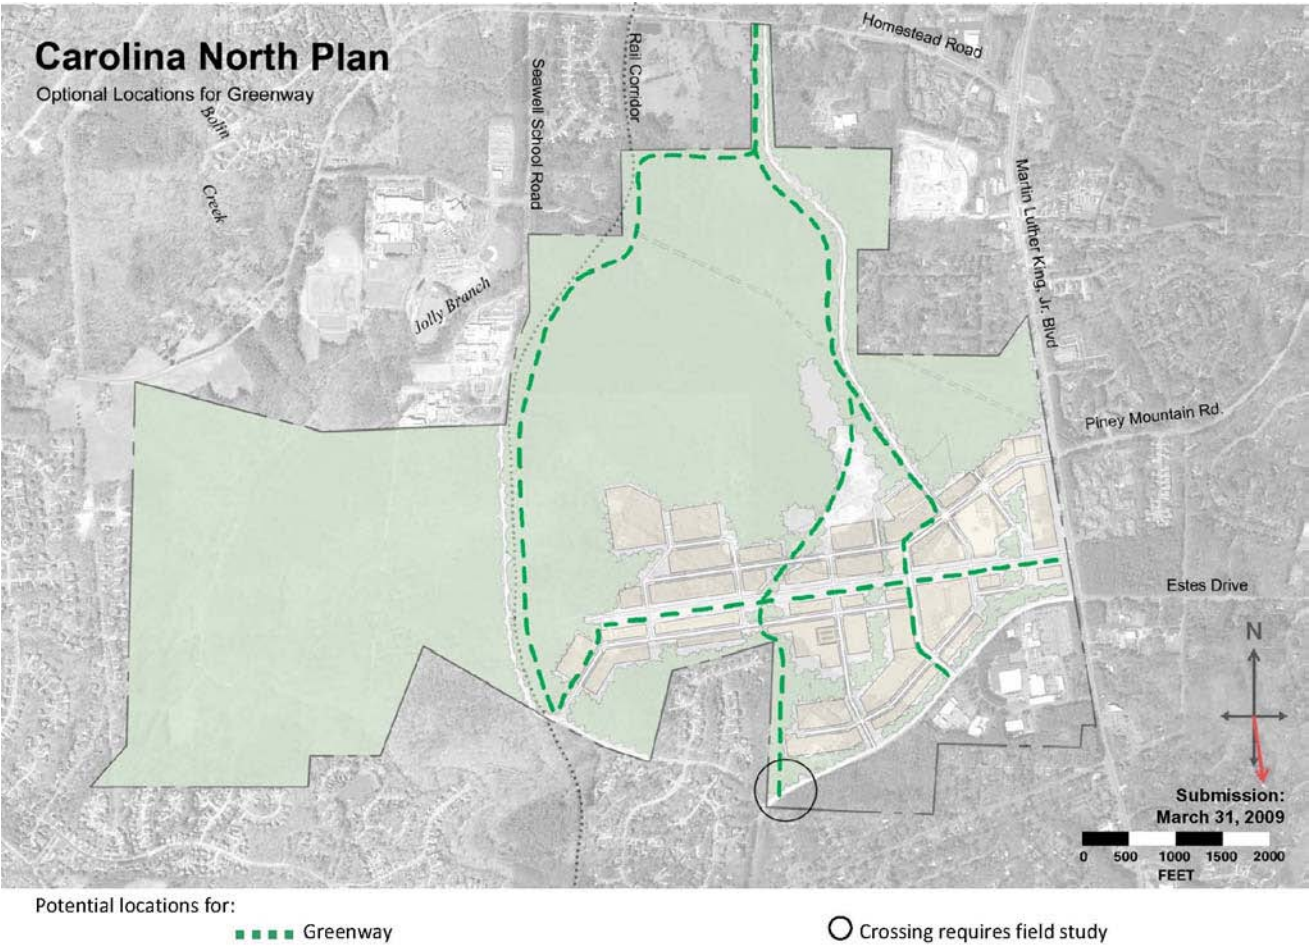 Carolina North Plan
Optional Locations for Greenway
Bolin
Creek
Seawell School Road
Rail Corridor
Homestead Road
Jolly Branch
Martin Luther King, Jr. Blvd
Piney Mountain Rd.
Estes Drive
N
Submission:
March 31, 2009
0 500 1000 1500 2000
FEET
Potential locations for:
Greenway
Crossing requires field study